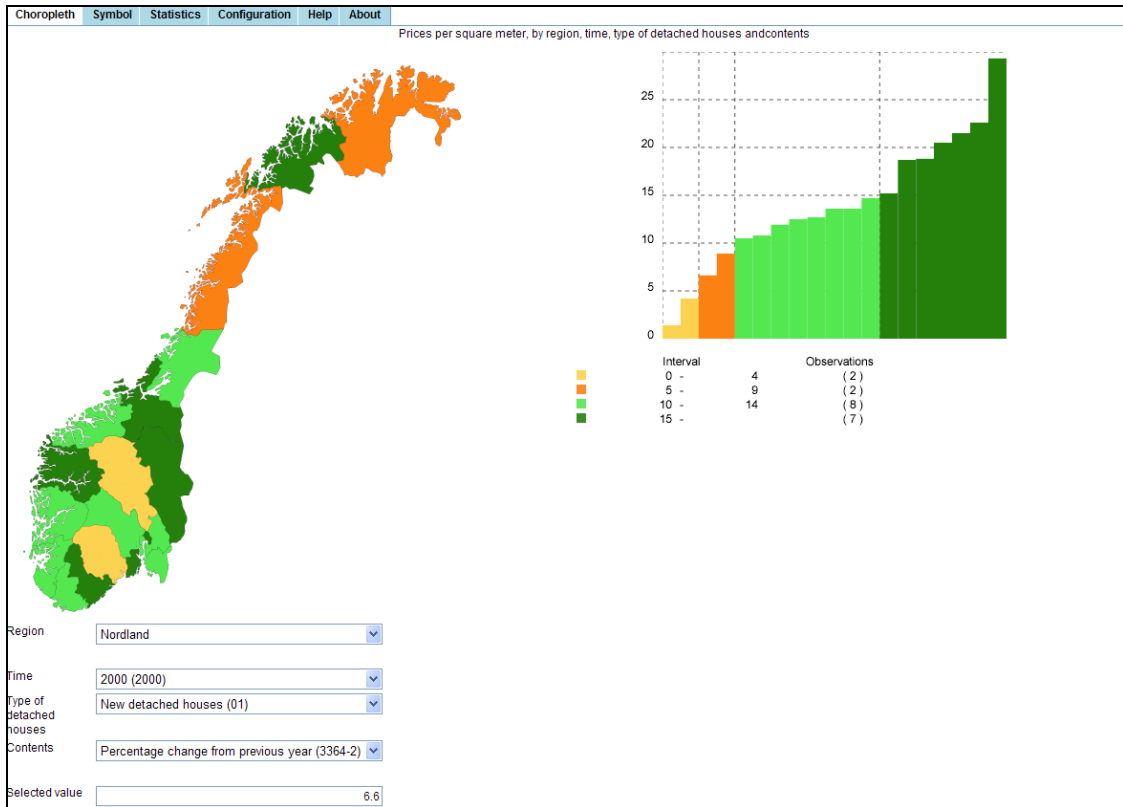 Choropleth Symbol Statistics Configuration Help About
Prices per square meter, by region, time, type of detached houses andcontents
25
20
15
10
5
0
Interval Observations
0 - 4 ( 2 )
5 - 9 ( 2 )
10 - 14 ( 8 )
15 - ( 7 )
Region Nordland
Time 2000 (2000)
Type of
detached
houses
New detached houses (01)
Contents Percentage change from previous year (3364-2)
Selected value 6.6